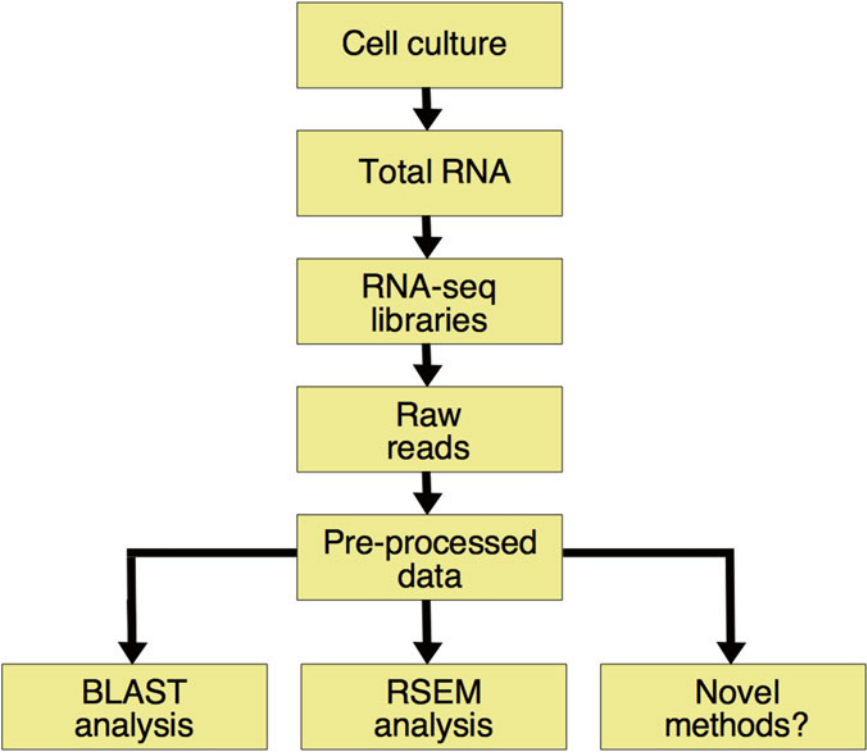 Cell culture
Total RNA
RNA-seq
libraries
Raw
reads
Pre-processed
data
BLAST
analysis
RSEM
analysis
Novel
methods?